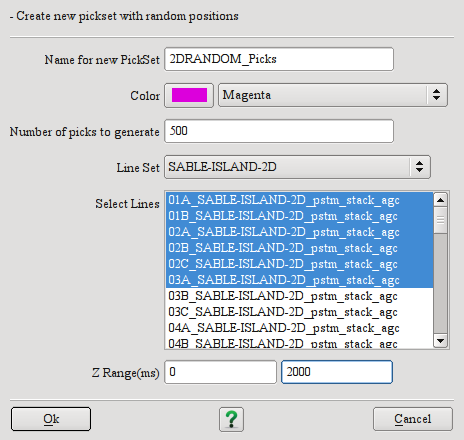 - Create new pickset with random positions
Name for new PickSet 2DRANDOM_Picks
Color Magenta
Number of picks to generate 500
Line Set SABLE-ISLAND-2D
Select Lines 01A_SABLE-ISLAND-2D_pstm_stack_agc
01B_SABLE-ISLAND-2D_pstm_stack_agc
02A_SABLE-ISLAND-2D_pstm_stack_agc
02B_SABLE-ISLAND-2D_pstm_stack_agc
02C_SABLE-ISLAND-2D_pstm_stack_agc
03A_SABLE-ISLAND-2D_pstm_stack_agc
03B_SABLE-ISLAND-2D_pstm_stack_agc
03C_SABLE-ISLAND-2D_pstm_stack_agc
04A_SABLE-ISLAND-2D_pstm_stack_agc
04B_SABLE-ISLAND-2D_pstm_stack_agc
Z Range(ms) 0 2000
Ok ? Cancel